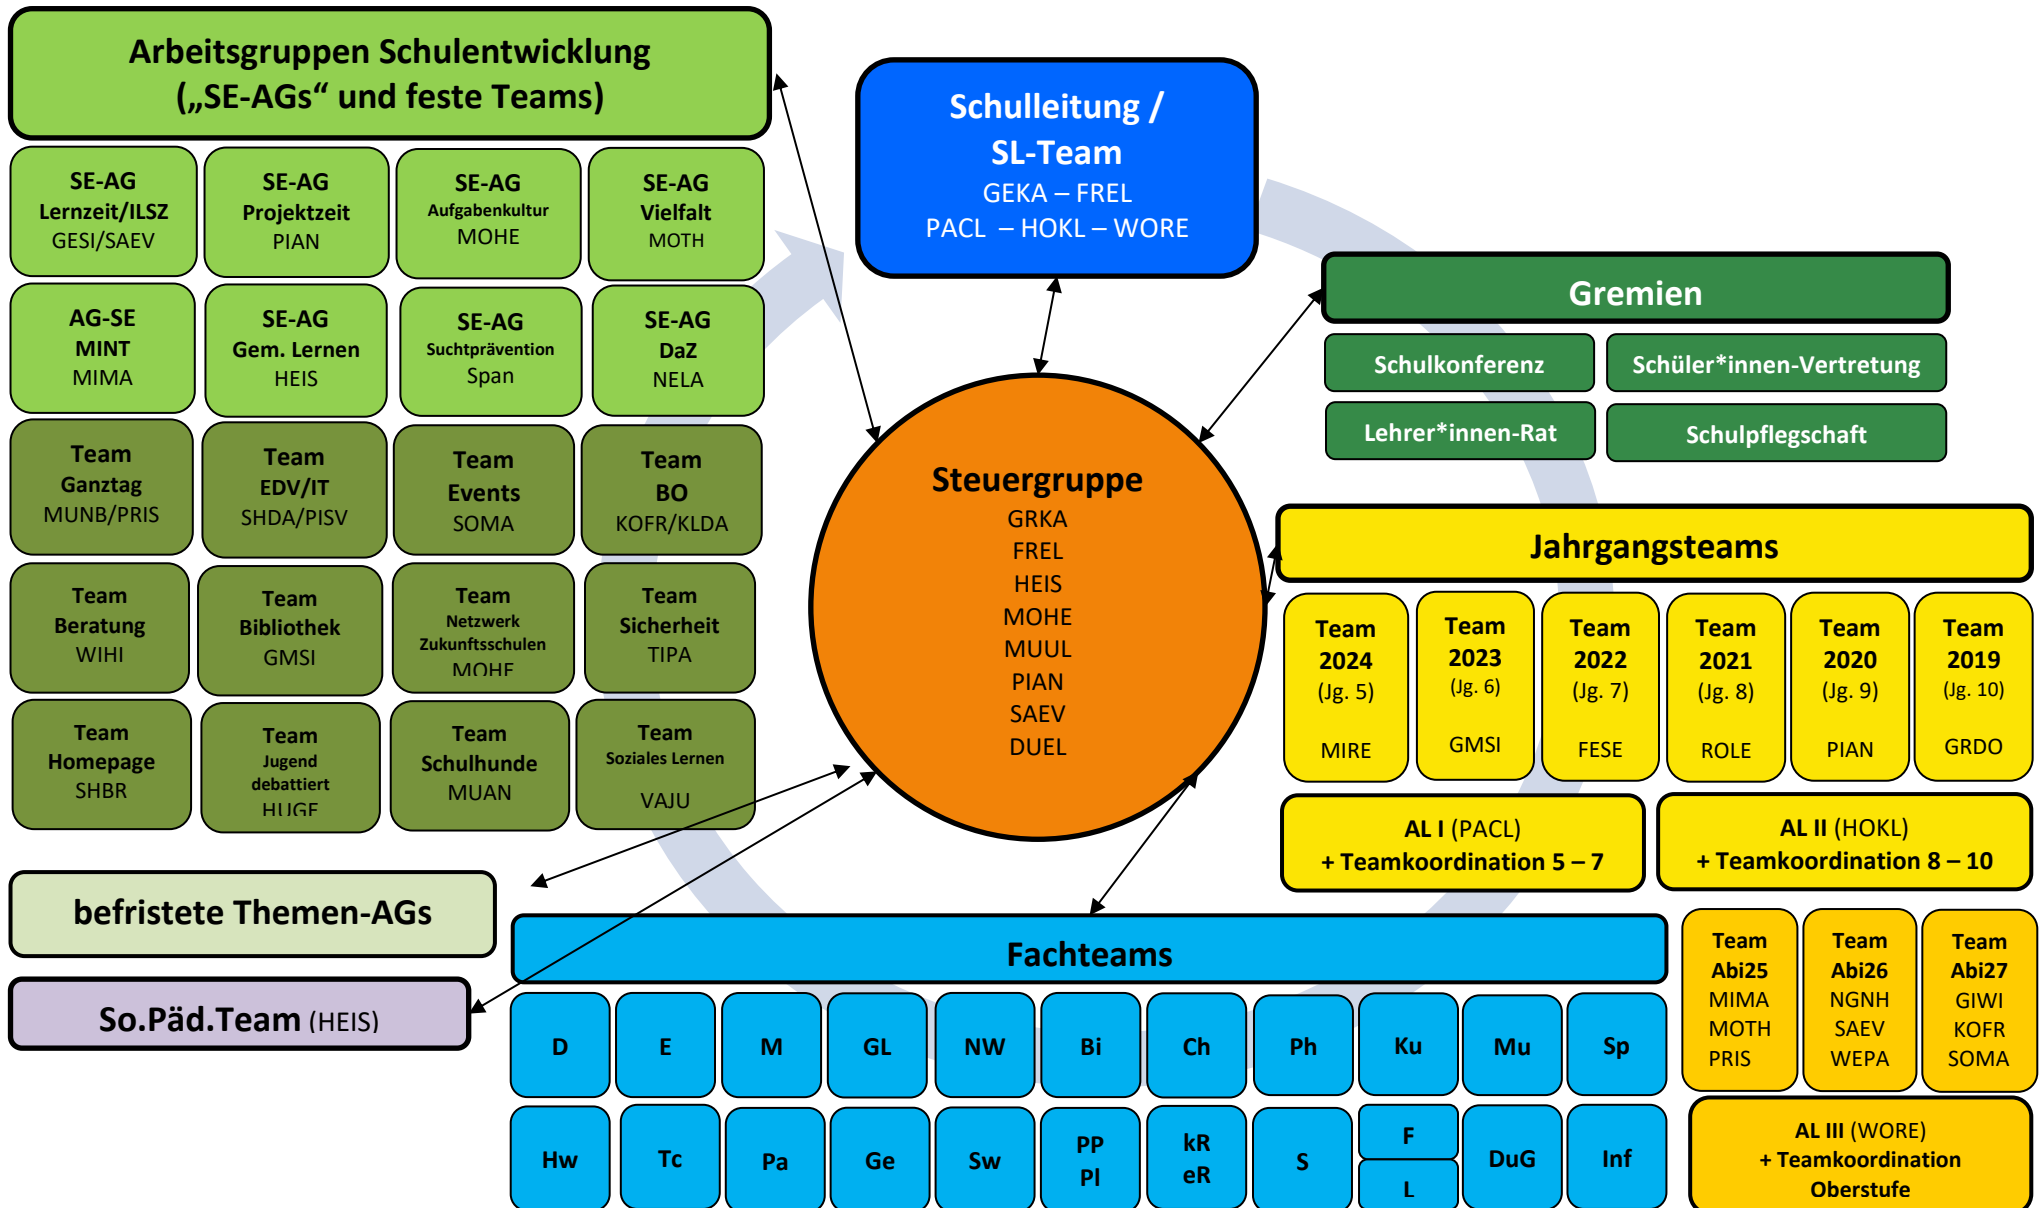 Arbeitsgruppen Schulentwicklung
(„SE-AGs“ und feste Teams)
SE-AG
Lernzeit/ILSZ
GESI/SAEV
SE-AG
Projektzeit
PIAN
SE-AG
Aufgabenkultur
MOHE
SE-AG
Vielfalt
MOTH
AG-SE
MINT
MIMA
SE-AG
Gem. Lernen
HEIS
SE-AG
Suchtprävention
Span
SE-AG
DaZ
NELA
Team
Ganztag
MUNB/PRIS
Team
EDV/IT
SHDA/PISV
Team
Events
SOMA
Team
BO
KOFR/KLDA
Team
Beratung
WIHI
Team
Bibliothek
GMSI
Team
Netzwerk
Zukunftsschulen
MOHE
Team
Sicherheit
TIPA
Team
Homepage
SHBR
Team
Jugend
debattiert
HUGE
Team
Schulhunde
MUAN
Team
Soziales Lernen
VAJU
befristete Themen-AGs
So.Päd.Team (HEIS)
Schulleitung /
SL-Team
GEKA – FREL
PACL – HOKL – WORE
Steuergruppe
GRKA
FREL
HEIS
MOHE
MUUL
PIAN
SAEV
DUEL
Gremien
Schulkonferenz
Schüler*innen-Vertretung
Lehrer*innen-Rat
Schulpflegschaft
Jahrgangsteams
Team
2024
(Jg. 5)
MIRE
Team
2023
(Jg. 6)
GMSI
Team
2022
(Jg. 7)
FESE
Team
2021
(Jg. 8)
ROLE
Team
2020
(Jg. 9)
PIAN
Team
2019
(Jg. 10)
GRDO
AL I (PACL)
+ Teamkoordination 5 – 7
AL II (HOKL)
+ Teamkoordination 8 – 10
Team
Abi25
MIMA
MOTH
PRIS
Team
Abi26
NGNH
SAEV
WEPA
Team
Abi27
GIWI
KOFR
SOMA
AL III (WORE)
+ Teamkoordination
Oberstufe
Fachteams
D
E
M
GL
NW
Bi
Ch
Ph
Ku
Mu
Sp
Hw
Tc
Pa
Ge
Sw
PP
Pl
kR
eR
S
F
L
DuG
Inf